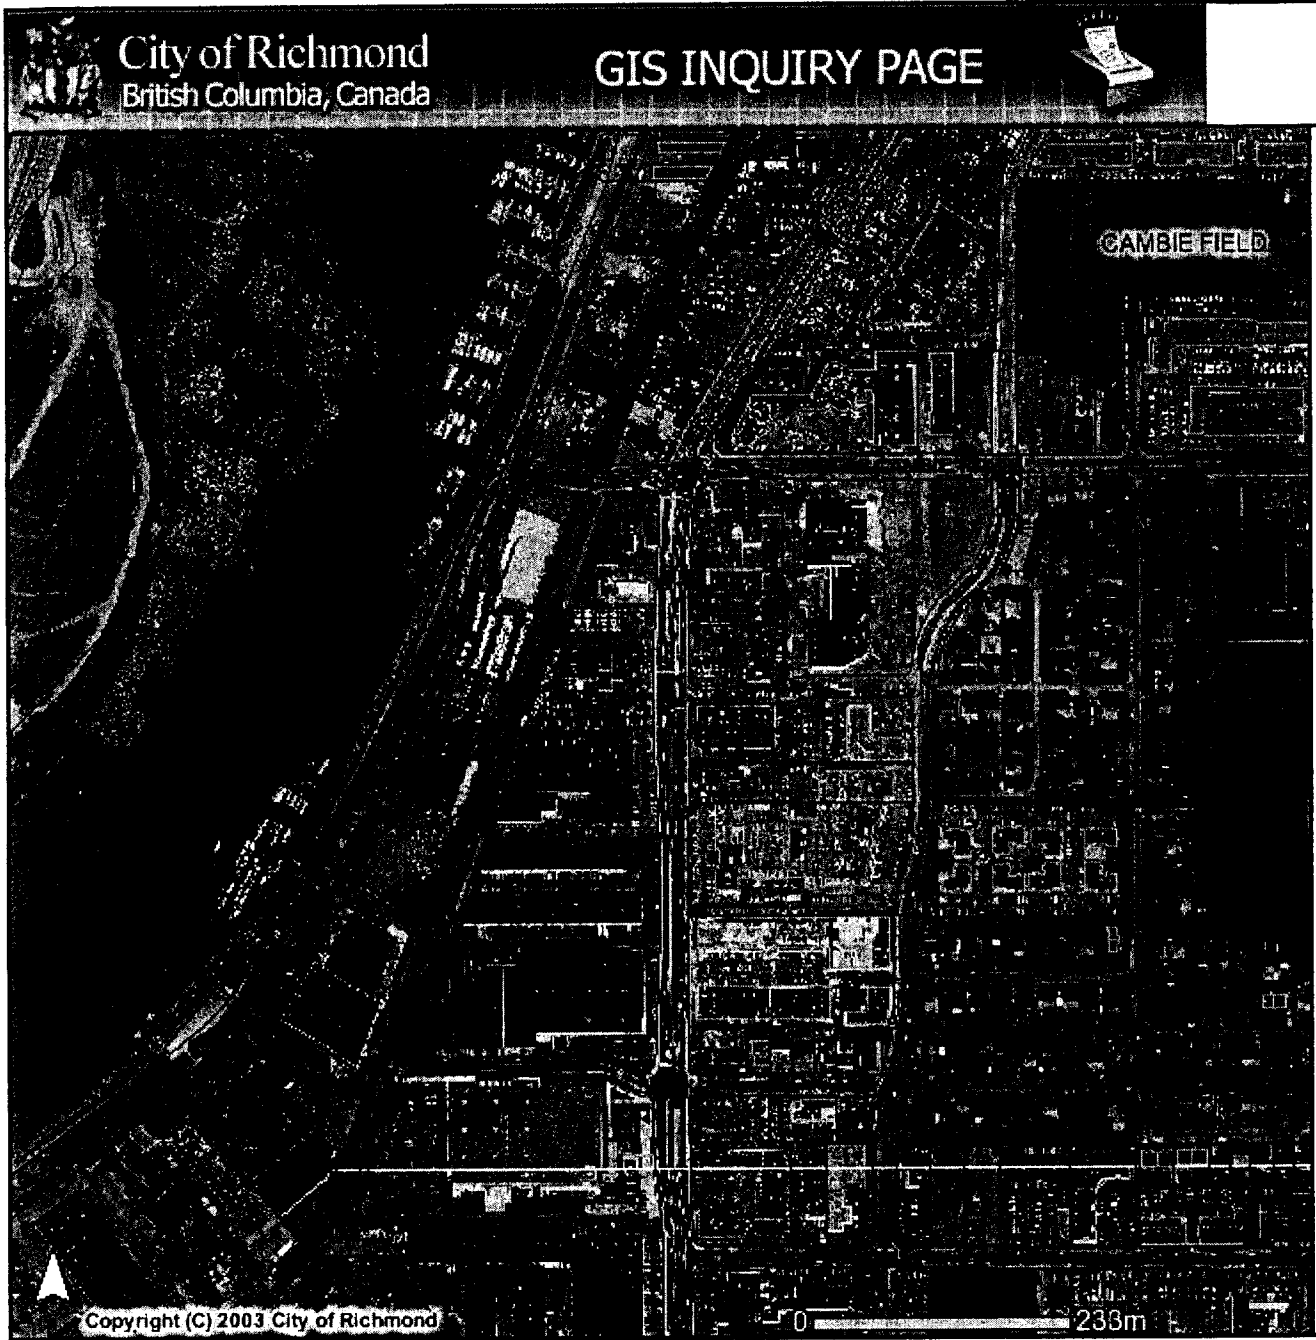 City of Richmond
British Columbia, Canada
GIS INQUIRY PAGE
CAMBIE FIELD
Copyright (C) 2003 City of Richmond
0
233m